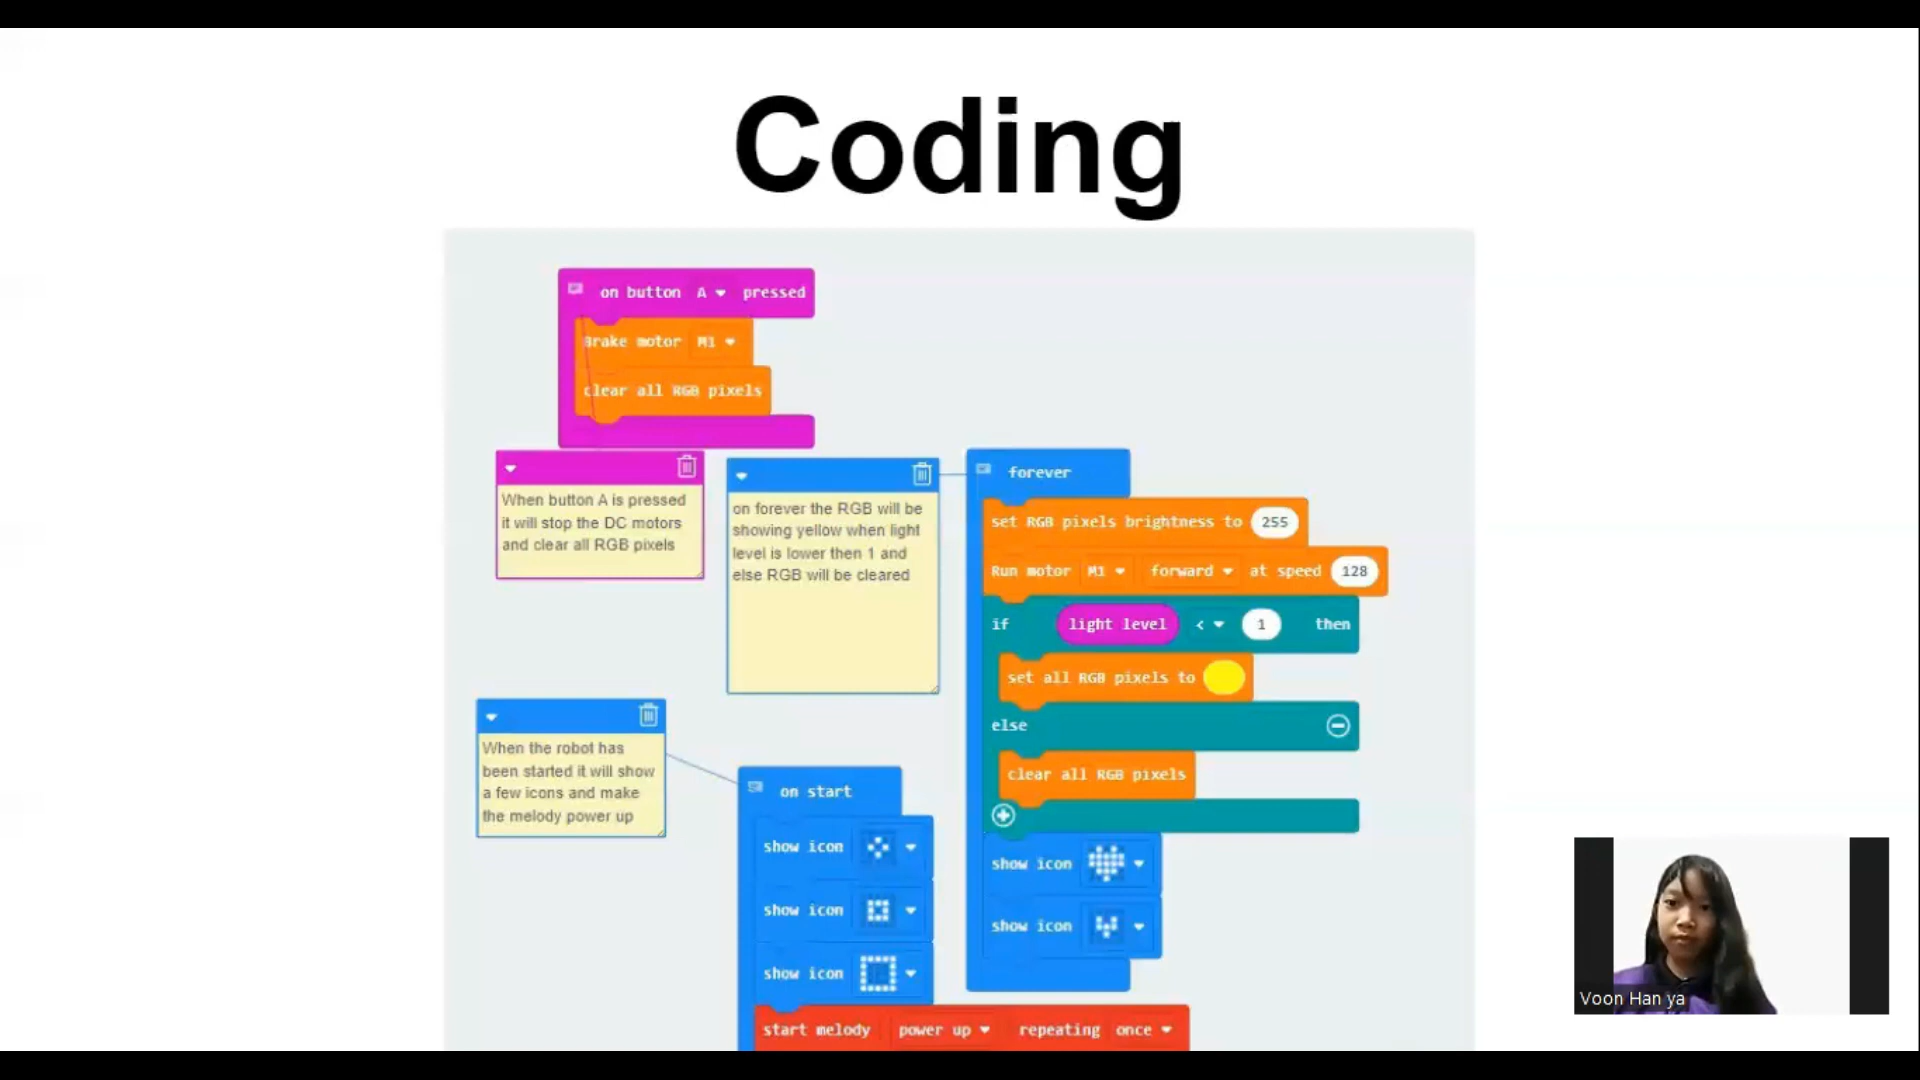 Coding
on button A pressed
Brake motor M1
clear all RGB pixels
When button A is pressed
it will stop the DC motors
and clear all RGB pixels
on forever the RGB will be
showing yellow when light
level is lower then 1 and
else RGB will be cleared
forever
set RGB pixels brightness to 255
Run motor M1 forward at speed 128
if light level < 1 then
set all RGB pixels to
else
clear all RGB pixels
show icon
show icon
When the robot has
been started it will show
a few icons and make
the melody power up
on start
show icon
show icon
show icon
start melody power up repeating once
Voon Han ya